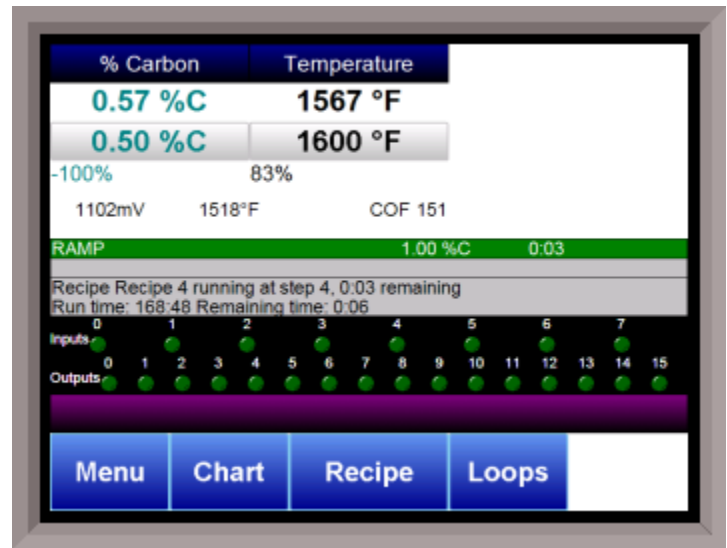 % Carbon Temperature
0.57 %C 1567 °F
0.50 %C 1600 °F
-100% 83%
1102mV 1518°F COF 151
RAMP 1.00 %C 0:03
Recipe Recipe 4 running at step 4, 0:03 remaining
Run time: 168:48 Remaining time: 0:06
0 1 2 3 4 5 6 7
Inputs
0 1 2 3 4 5 6 7 8 9 10 11 12 13 14 15
Outputs
Menu Chart Recipe Loops